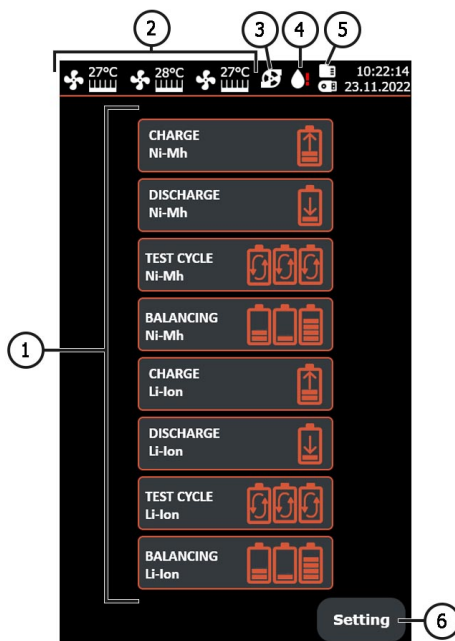 2
3
4
5
27°C
28°C
27°C
!
10:22:14
23.11.2022
1
CHARGE
Ni-Mh
DISCHARGE
Ni-Mh
TEST CYCLE
Ni-Mh
BALANCING
Ni-Mh
CHARGE
Li-Ion
DISCHARGE
Li-Ion
TEST CYCLE
Li-Ion
BALANCING
Li-Ion
Setting
6